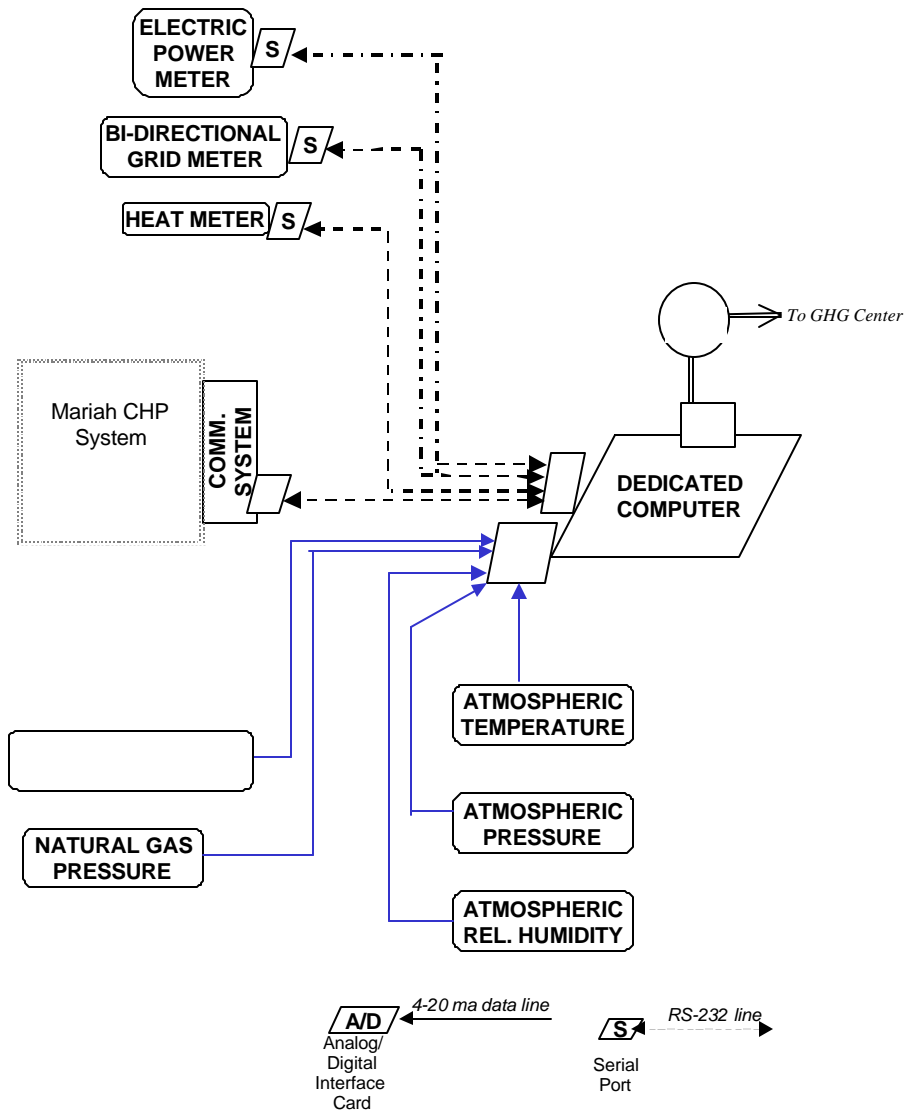 ELECTRIC
POWER
METER
S
BI-DIRECTIONAL
GRID METER
S
HEAT METER
S
To GHG Center
Mariah CHP
System
COMM.
SYSTEM
DEDICATED
COMPUTER
ATMOSPHERIC
TEMPERATURE
ATMOSPHERIC
PRESSURE
NATURAL GAS
PRESSURE
ATMOSPHERIC
REL. HUMIDITY
4-20 ma data line
A/D
Analog/
Digital
Interface
Card
RS-232 line
S
Serial
Port